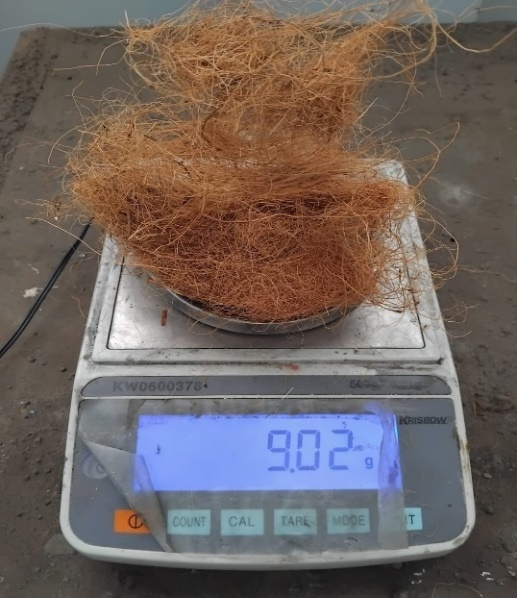 KW0600378
KRISBOW
9.02 g
COUNT CAL TARE MODE